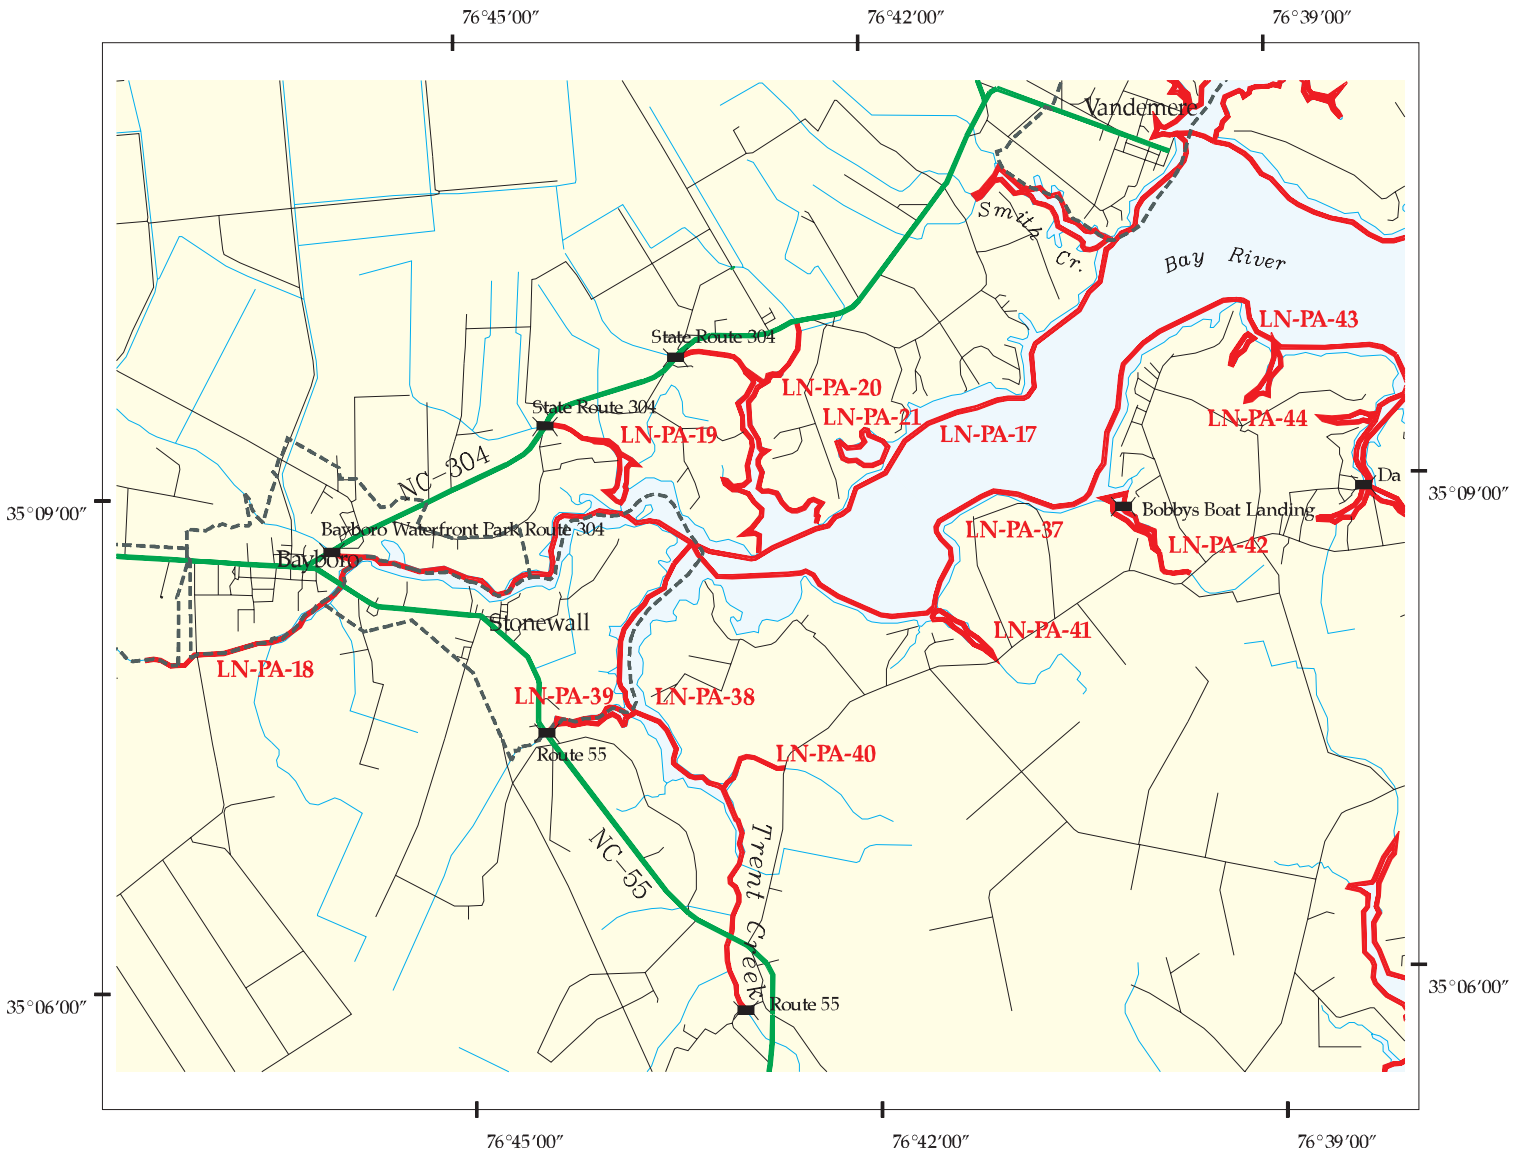 76°45′00″
76°42′00″
76°39′00″
Vandemere
Smith
Cr.
Bay River
LN-PA-43
State Route 304
LN-PA-20
State Route 304
LN-PA-21
LN-PA-44
LN-PA-19
LN-PA-17
NC-304
Da
35°09′00″
35°09′00″
Bobbys Boat Landing
Bayboro Waterfront Park
Route 304
LN-PA-37
LN-PA-42
Bayboro
Stonewall
LN-PA-41
LN-PA-18
LN-PA-39
LN-PA-38
Route 55
LN-PA-40
NC-55
Trent Creek
35°06′00″
35°06′00″
Route 55
76°45′00″
76°42′00″
76°39′00″